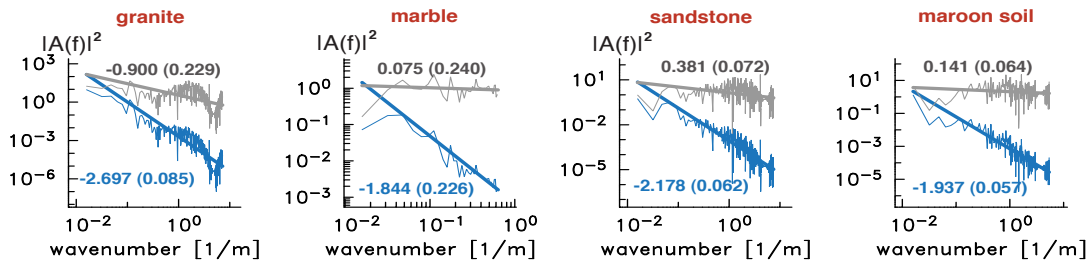 granite
|A(f)|²
10³
10⁰
10⁻³
10⁻⁶
-0.900 (0.229)
-2.697 (0.085)
10⁻² 10⁰
wavenumber [1/m]
marble
|A(f)|²
10¹
10⁰
10⁻¹
10⁻²
10⁻³
0.075 (0.240)
-1.844 (0.226)
10⁻² 10⁻¹ 10⁰
wavenumber [1/m]
sandstone
|A(f)|²
10¹
10⁻²
10⁻⁵
0.381 (0.072)
-2.178 (0.062)
10⁻² 10⁰
wavenumber [1/m]
maroon soil
|A(f)|²
10¹
10⁻²
10⁻⁵
0.141 (0.064)
-1.937 (0.057)
10⁻² 10⁰
wavenumber [1/m]